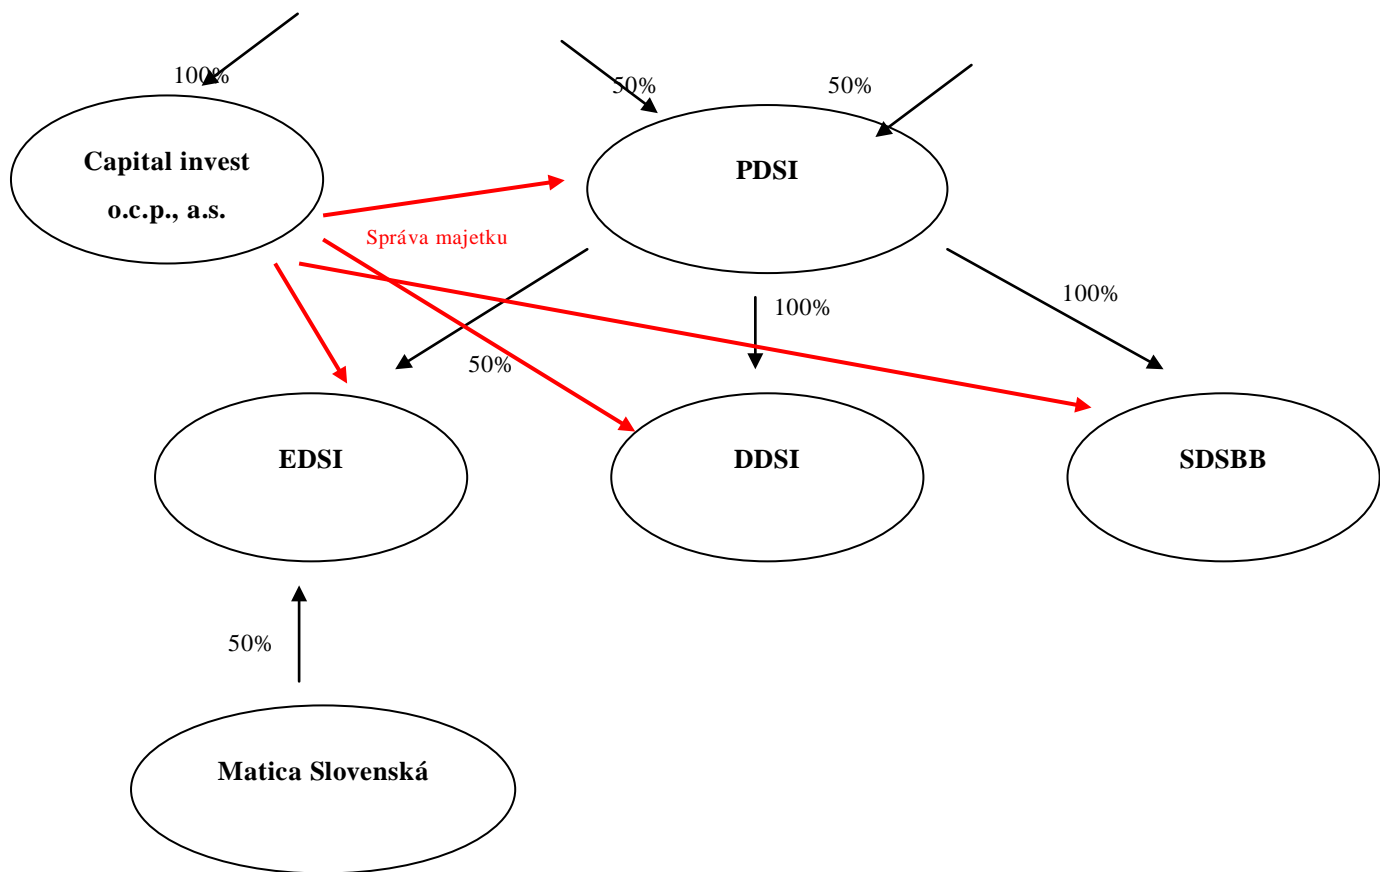 100%
50%
50%
Capital invest
o.c.p., a.s.
PDSI
Správa majetku
100%
100%
50%
EDSI
DDSI
SDSBB
50%
Matica Slovenská